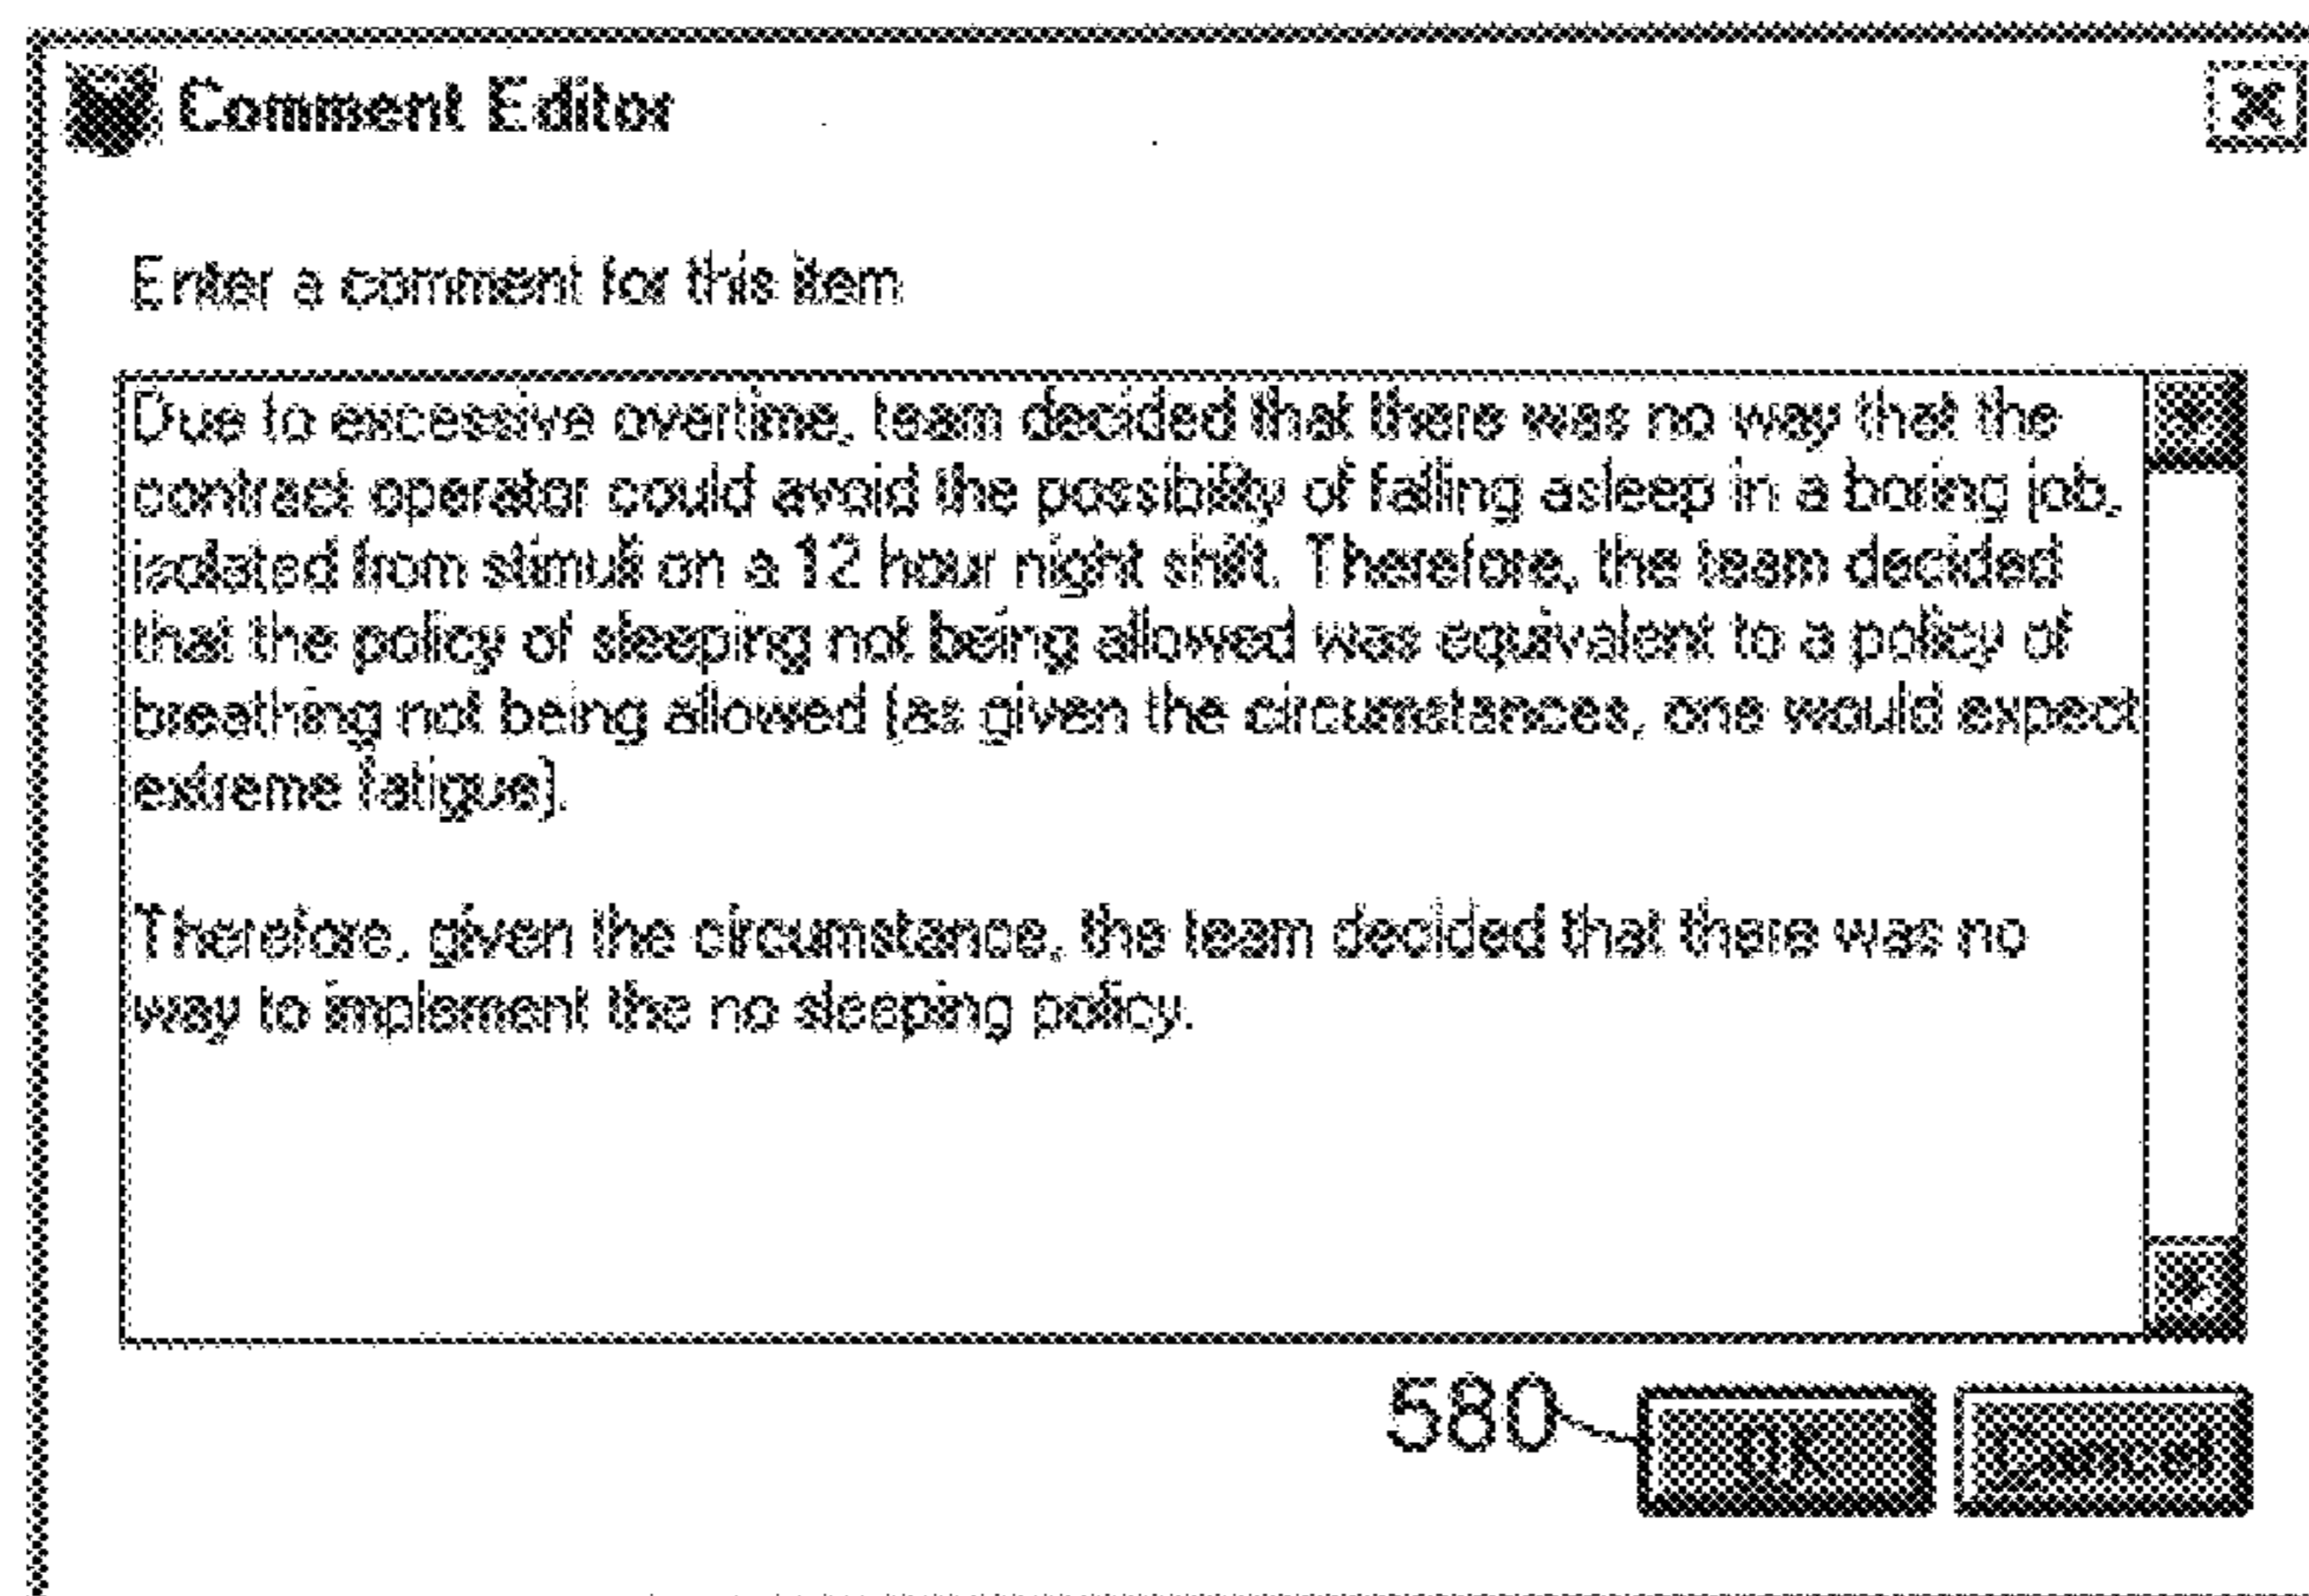 Comment Editor
Enter a comment for this item
Due to excessive overtime, team decided that there was no way that the
contract operator could avoid the possibility of falling asleep in a boring job,
isolated from stimuli on a 12 hour night shift. Therefore, the team decided
that the policy of sleeping not being allowed was equivalent to a policy of
breathing not being allowed (as given the circumstances, one would expect
extreme fatigue).
Therefore, given the circumstance, the team decided that there was no
way to implement the no sleeping policy.
580 OK Cancel